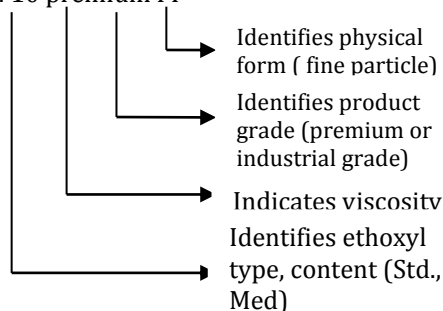 10 premium
Identifies physical
form ( fine particle)
Identifies product
grade (premium or
industrial grade)
Indicates viscosity
Identifies ethoxyl
type, content (Std.,
Med)